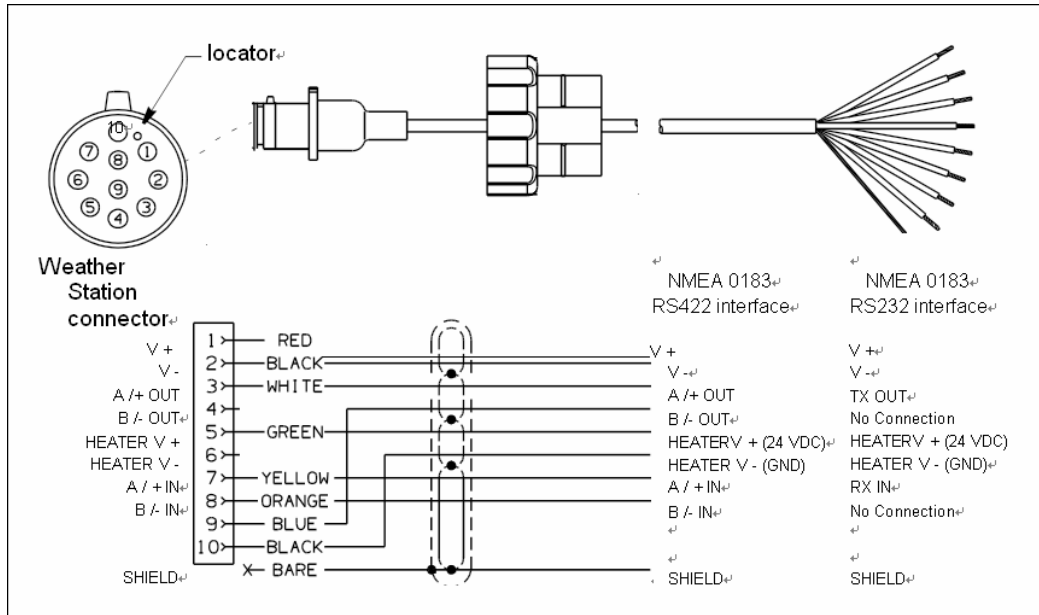 locator
10
7
8
1
6
9
2
5
4
3
Weather
Station
connector
NMEA 0183
RS422 interface
NMEA 0183
RS232 interface
V + 1 RED V + V +
V - 2 BLACK V - V -
A /+ OUT 3 WHITE A /+ OUT TX OUT
B /- OUT 4 B /- OUT No Connection
HEATER V + 5 GREEN HEATERV + (24 VDC) HEATERV + (24 VDC)
HEATER V - 6 HEATER V - (GND) HEATER V - (GND)
A / + IN 7 YELLOW A / + IN RX IN
B /- IN 8 ORANGE B /- IN No Connection
9 BLUE
10 BLACK
SHIELD X BARE SHIELD SHIELD